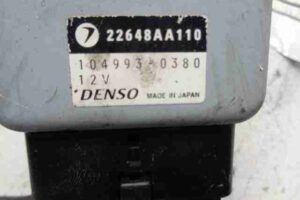 22648AA110
104993-0380
12V
DENSO MADE IN JAPAN